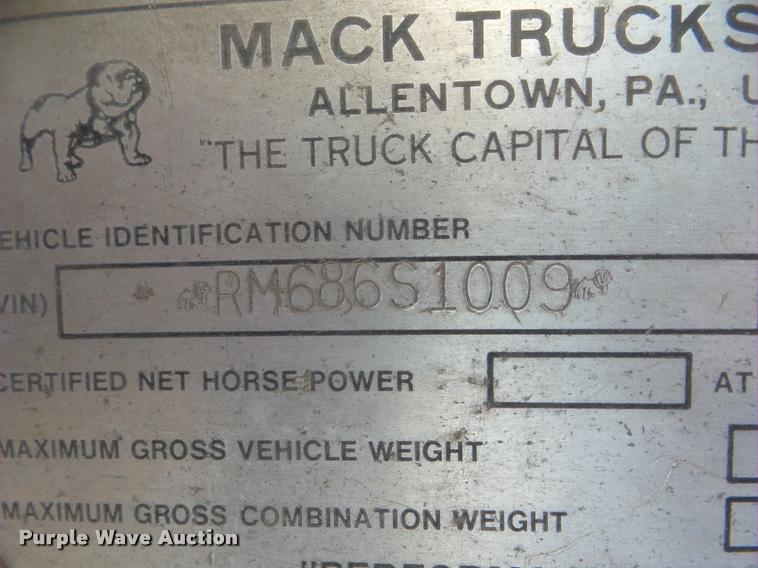 MACK TRUCKS
ALLENTOWN, PA., U
"THE TRUCK CAPITAL OF TH
EHICLE IDENTIFICATION NUMBER
VIN) * RM686S1009
CERTIFIED NET HORSE POWER AT
MAXIMUM GROSS VEHICLE WEIGHT
MAXIMUM GROSS COMBINATION WEIGHT
Purple Wave Auction